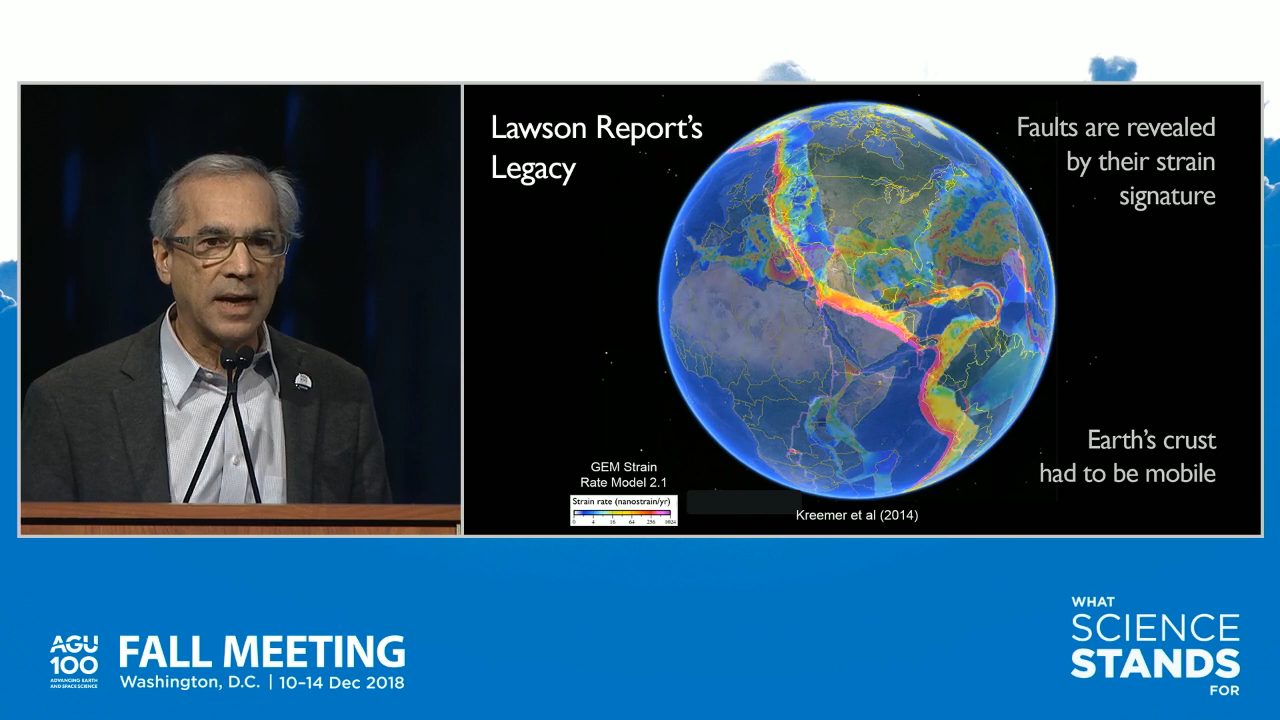 Lawson Report's
Legacy
Faults are revealed
by their strain
signature
Earth's crust
had to be mobile
GEM Strain
Rate Model 2.1
Strain rate (nanostrain/yr)
0 4 16 64 256 1024
Kreemer et al (2014)
AGU
100
ADVANCING EARTH
AND SPACE SCIENCE
FALL MEETING
Washington, D.C. | 10–14 Dec 2018
WHAT
SCIENCE
STANDS
FOR